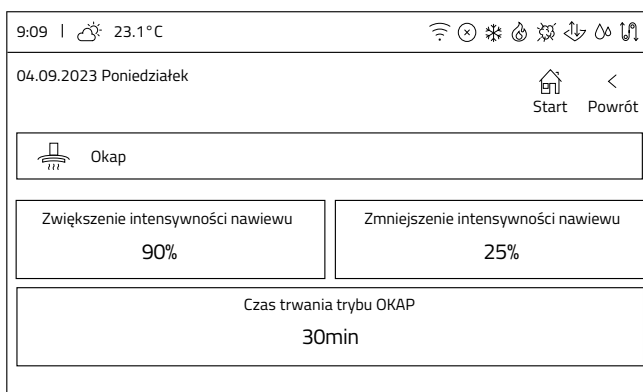 9:09 | 23.1°C
04.09.2023 Poniedziałek
Start Powrót
Okap
Zwiększenie intensywności nawiewu
90%
Zmniejszenie intensywności nawiewu
25%
Czas trwania trybu OKAP
30min